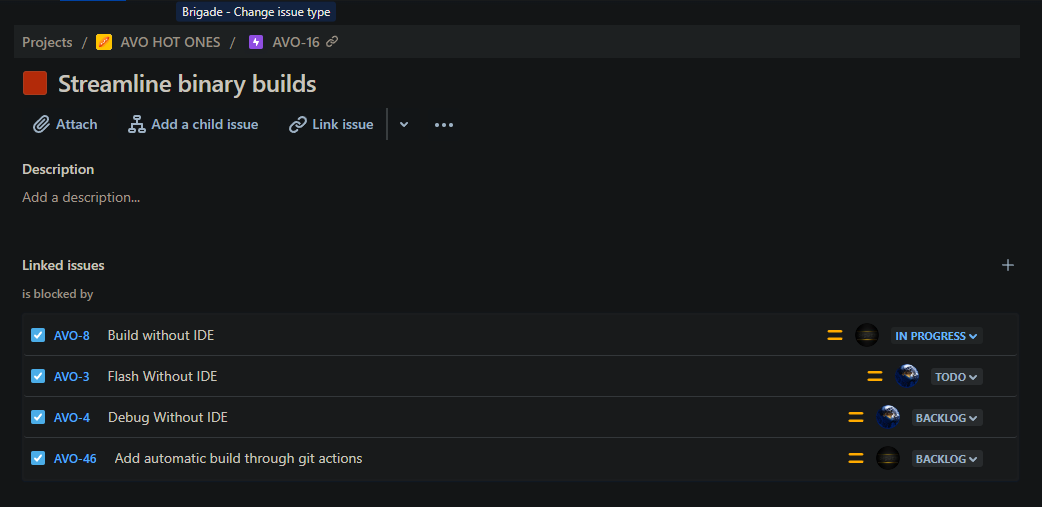 Brigade - Change issue type
Projects / AVO HOT ONES / AVO-16
Streamline binary builds
Attach Add a child issue Link issue
Description
Add a description...
Linked issues
is blocked by
AVO-8 Build without IDE IN PROGRESS
AVO-3 Flash Without IDE TODO
AVO-4 Debug Without IDE BACKLOG
AVO-46 Add automatic build through git actions BACKLOG